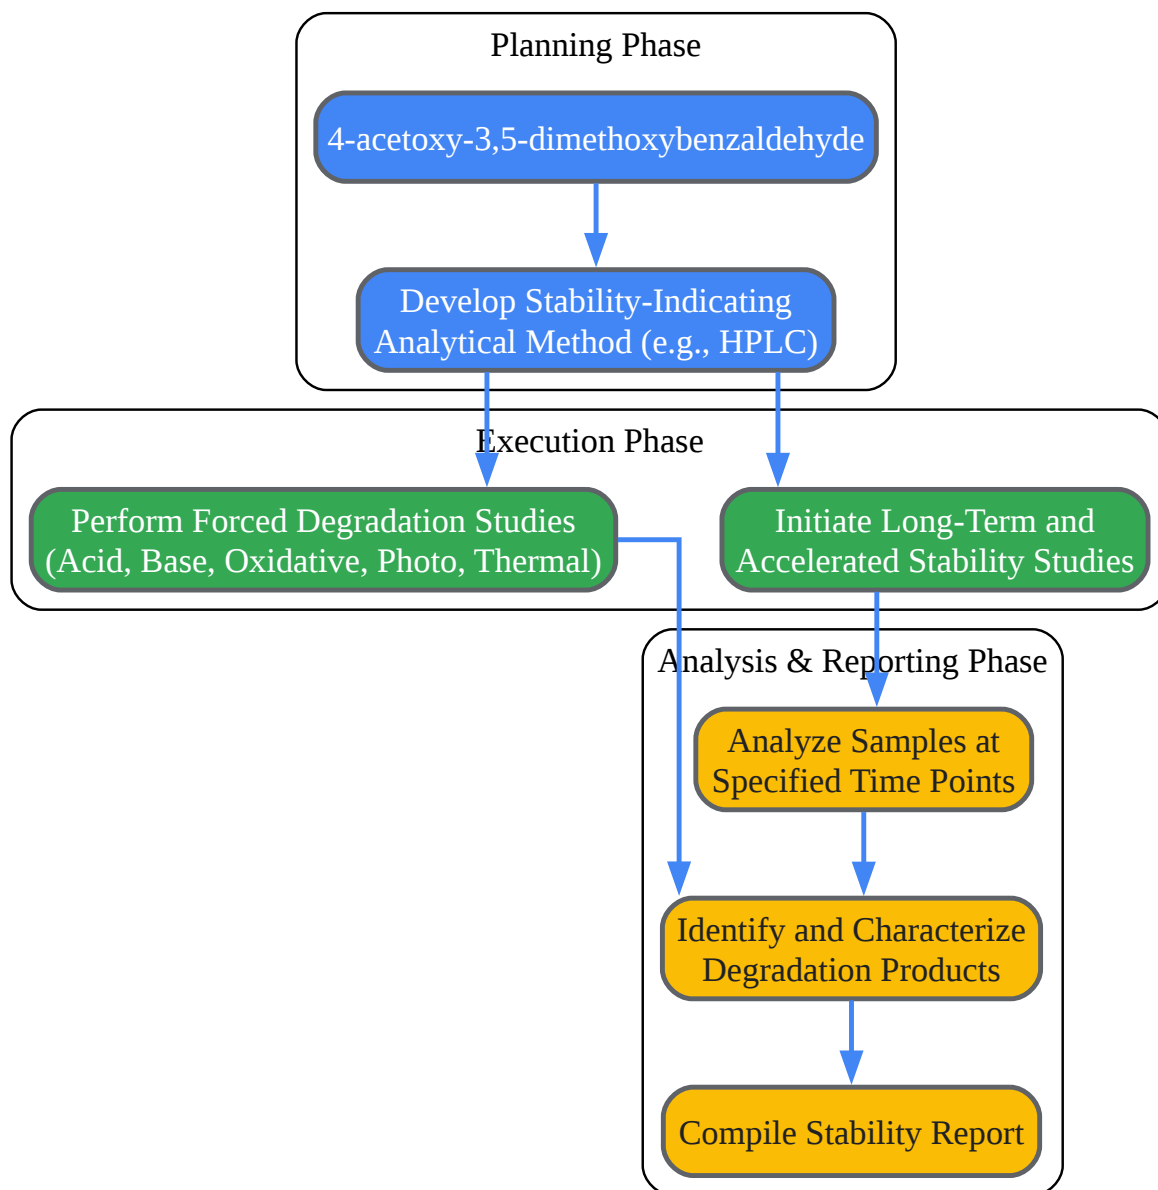 Planning Phase
4-acetoxy-3,5-dimethoxybenzaldehyde
Develop Stability-Indicating
Analytical Method (e.g., HPLC)
Execution Phase
Perform Forced Degradation Studies
(Acid, Base, Oxidative, Photo, Thermal)
Initiate Long-Term and
Accelerated Stability Studies
Analysis & Reporting Phase
Analyze Samples at
Specified Time Points
Identify and Characterize
Degradation Products
Compile Stability Report